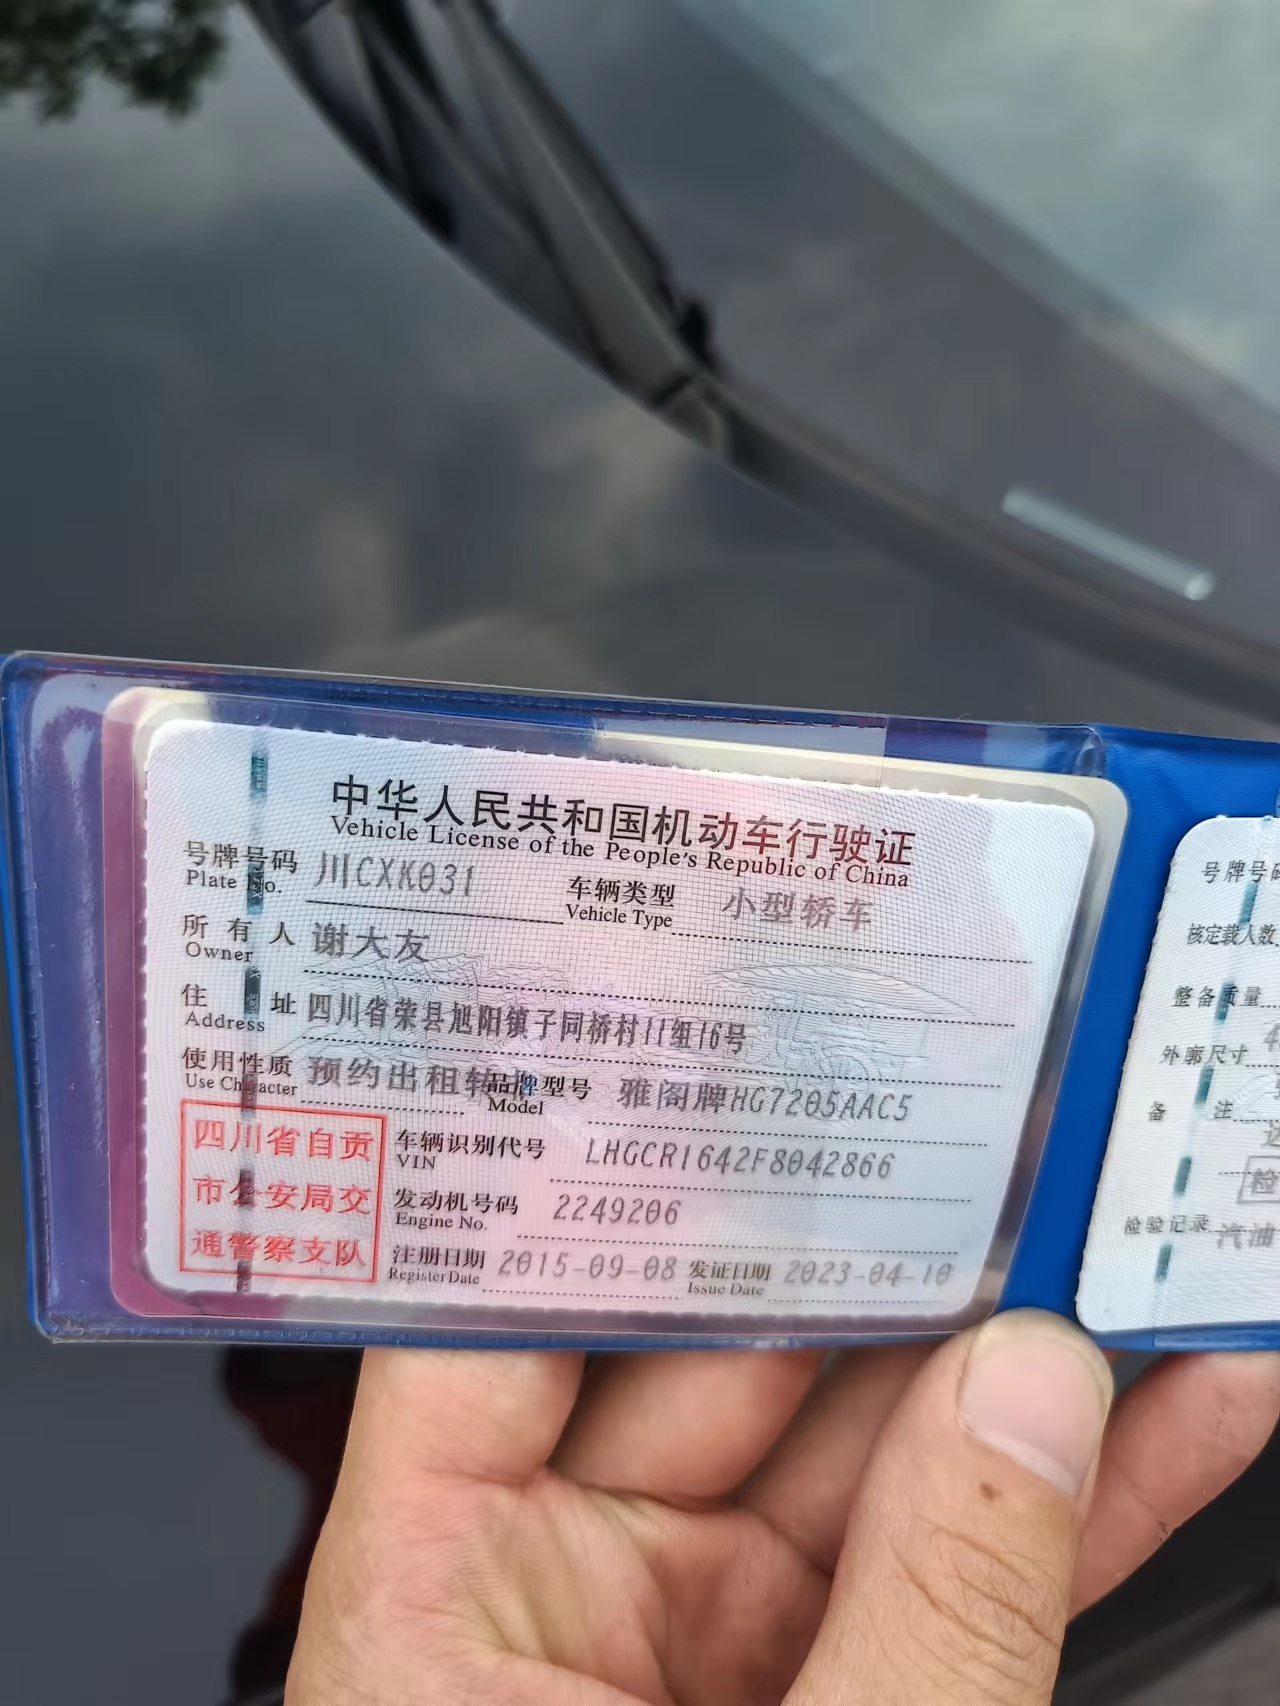 中华人民共和国机动车行驶证
Vehicle License of the People's Republic of China
号牌号码 川CXK031 车辆类型 小型轿车
Plate No. Vehicle Type
所有人 谢大友
Owner
住址 四川省荣县旭阳镇子同桥村11组16号
Address
使用性质 预约出租转 品牌型号 雅阁牌HG7205AAC5
Use Character Model
四川省自贡
市公安局交
通警察支队
车辆识别代号 LHGCR1642F8042866
VIN
发动机号码 2249206
Engine No.
注册日期 2015-09-08 发证日期 2023-04-10
Register Date Issue Date
号牌号码
核定载人数
整备质量
外廓尺寸
备注
检
检验记录 汽油